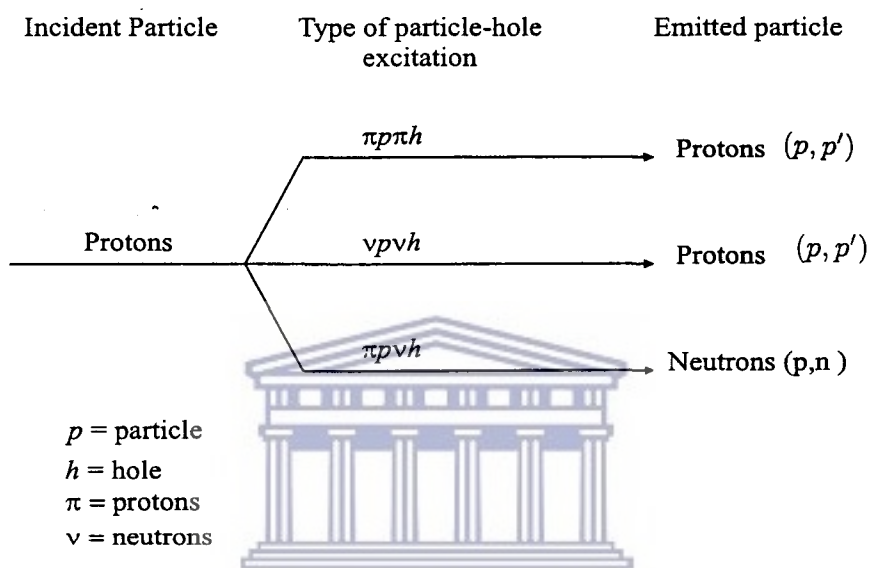 Incident Particle
Type of particle-hole
excitation
Emitted particle
πpπh
Protons (p, p′)
Protons
νpνh
Protons (p, p′)
πpνh
Neutrons (p,n )
p = particle
h = hole
π = protons
ν = neutrons